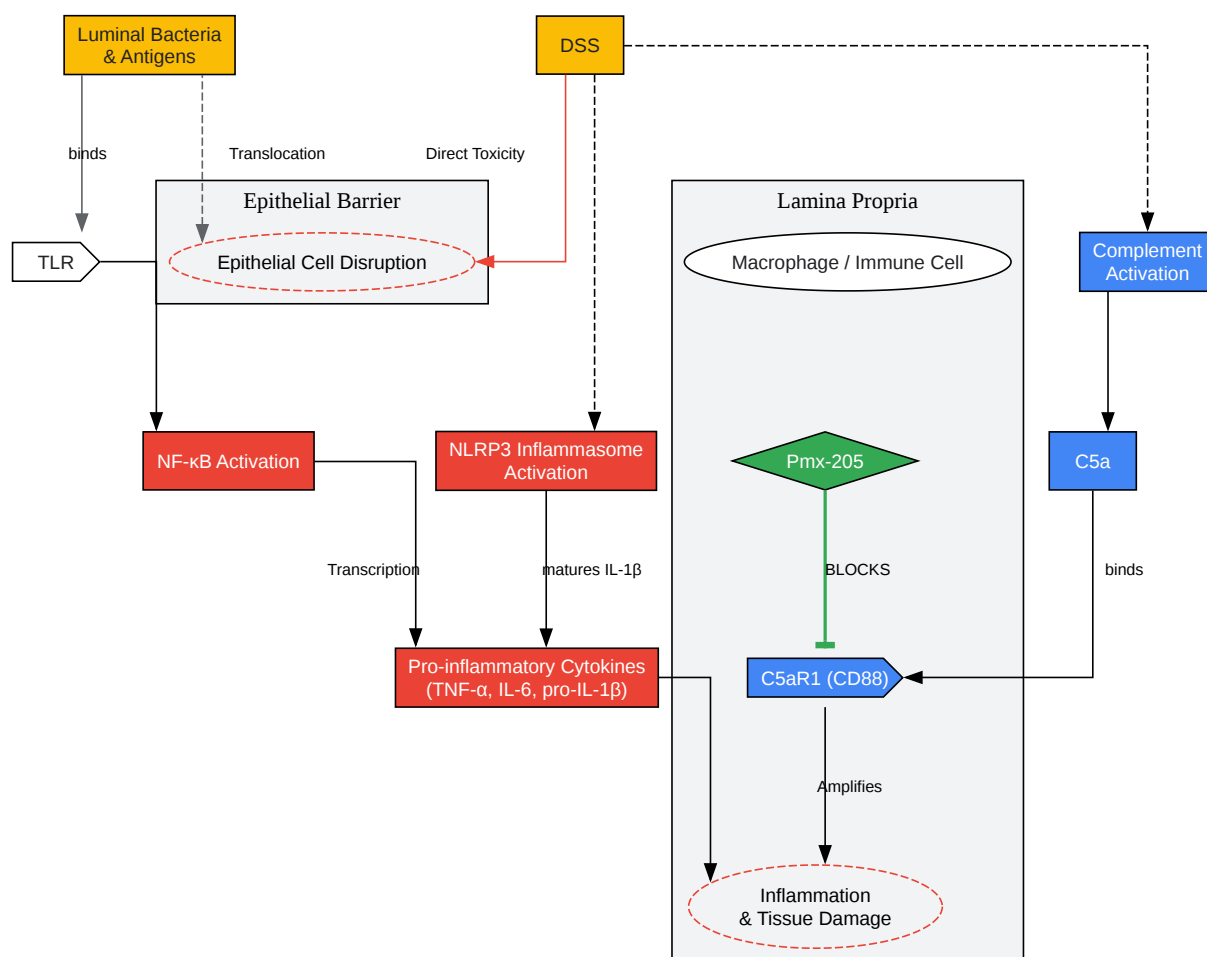 Luminal Bacteria
& Antigens
DSS
binds
Translocation
Direct Toxicity
Epithelial Barrier
Lamina Propria
TLR
Epithelial Cell Disruption
Macrophage / Immune Cell
Complement
Activation
NF-κB Activation
NLRP3 Inflammasome
Activation
Pmx-205
C5a
Transcription
matures IL-1β
BLOCKS
binds
Pro-inflammatory Cytokines
(TNF-α, IL-6, pro-IL-1β)
C5aR1 (CD88)
Amplifies
Inflammation
& Tissue Damage